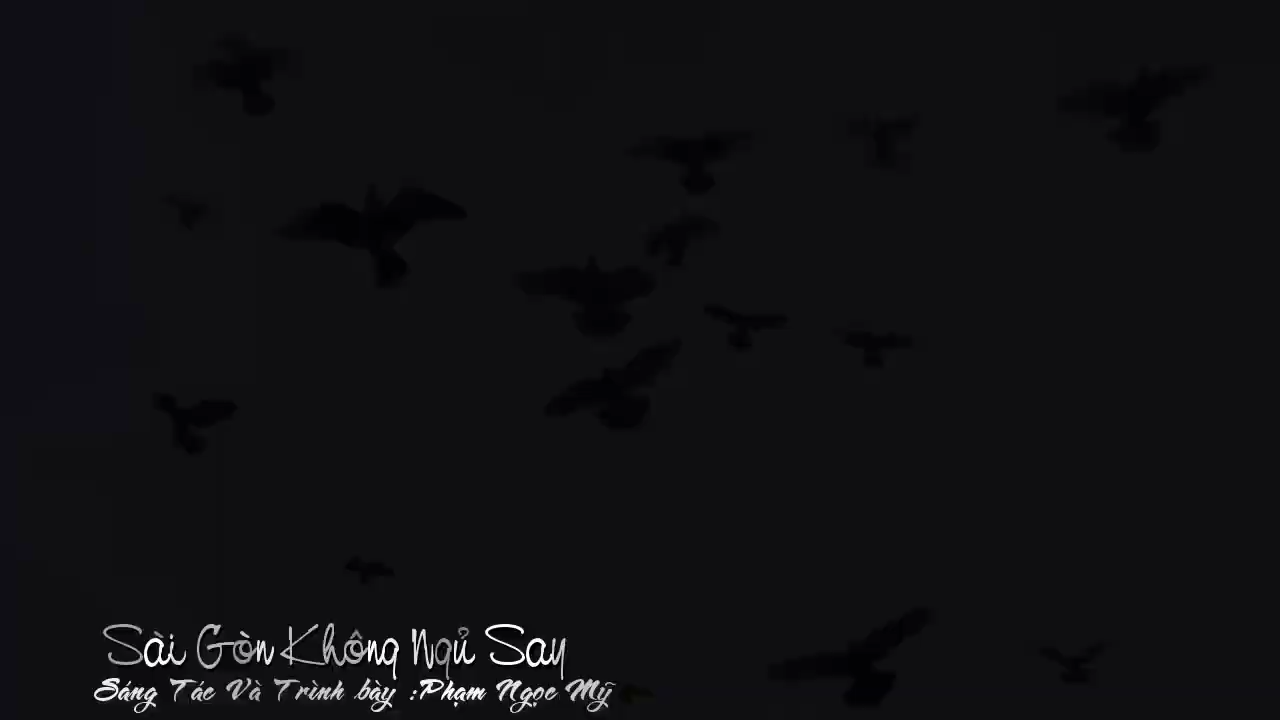 Sài Gòn Không Ngủ Say
Sáng Tác Và Trình bày :Phạm Ngọc Mỹ